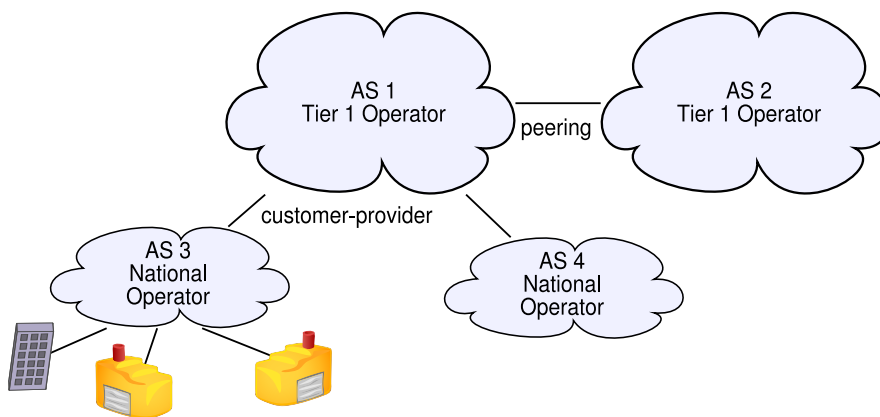 AS 1
Tier 1 Operator
AS 2
Tier 1 Operator
peering
customer-provider
AS 3
National
Operator
AS 4
National
Operator